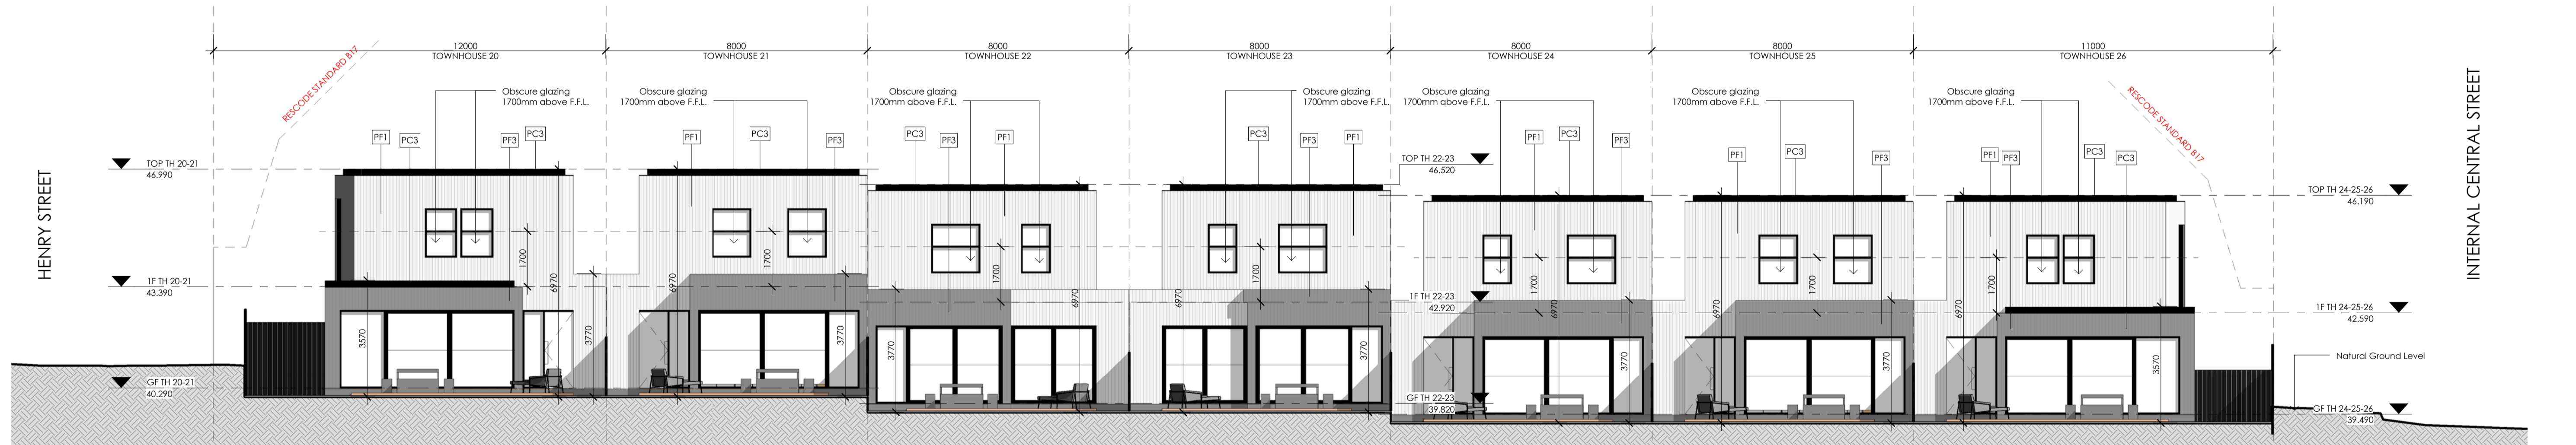 12000
TOWNHOUSE 20
8000
TOWNHOUSE 21
8000
TOWNHOUSE 22
8000
TOWNHOUSE 23
8000
TOWNHOUSE 24
8000
TOWNHOUSE 25
11000
TOWNHOUSE 26
HENRY STREET
RESCODE STANDARD B17
Obscure glazing
1700mm above F.F.L.
Obscure glazing
1700mm above F.F.L.
Obscure glazing
1700mm above F.F.L.
Obscure glazing
1700mm above F.F.L.
Obscure glazing
1700mm above F.F.L.
Obscure glazing
1700mm above F.F.L.
Obscure glazing
1700mm above F.F.L.
RESCODE STANDARD B17
INTERNAL CENTRAL STREET
PF1
PC3
PF3
PC3
PF1
PC3
PF3
PC3
PF3
PF1
PC3
PF3
PF1
PF1
PC3
PF3
PF1
PC3
PF3
PF1
PF3
PC3
PC3
TOP TH 20-21
46.990
TOP TH 22-23
46.520
TOP TH 24-25-26
46.190
1F TH 20-21
43.390
1F TH 22-23
42.920
1F TH 24-25-26
42.590
GF TH 20-21
40.290
GF TH 22-23
39.820
GF TH 24-25-26
39.490
Natural Ground Level
3570
1700
6970
3770
6970
1700
3770
3770
1700
6970
6970
1700
3770
1700
6970
3770
6970
1700
3770
6970
1700
3570